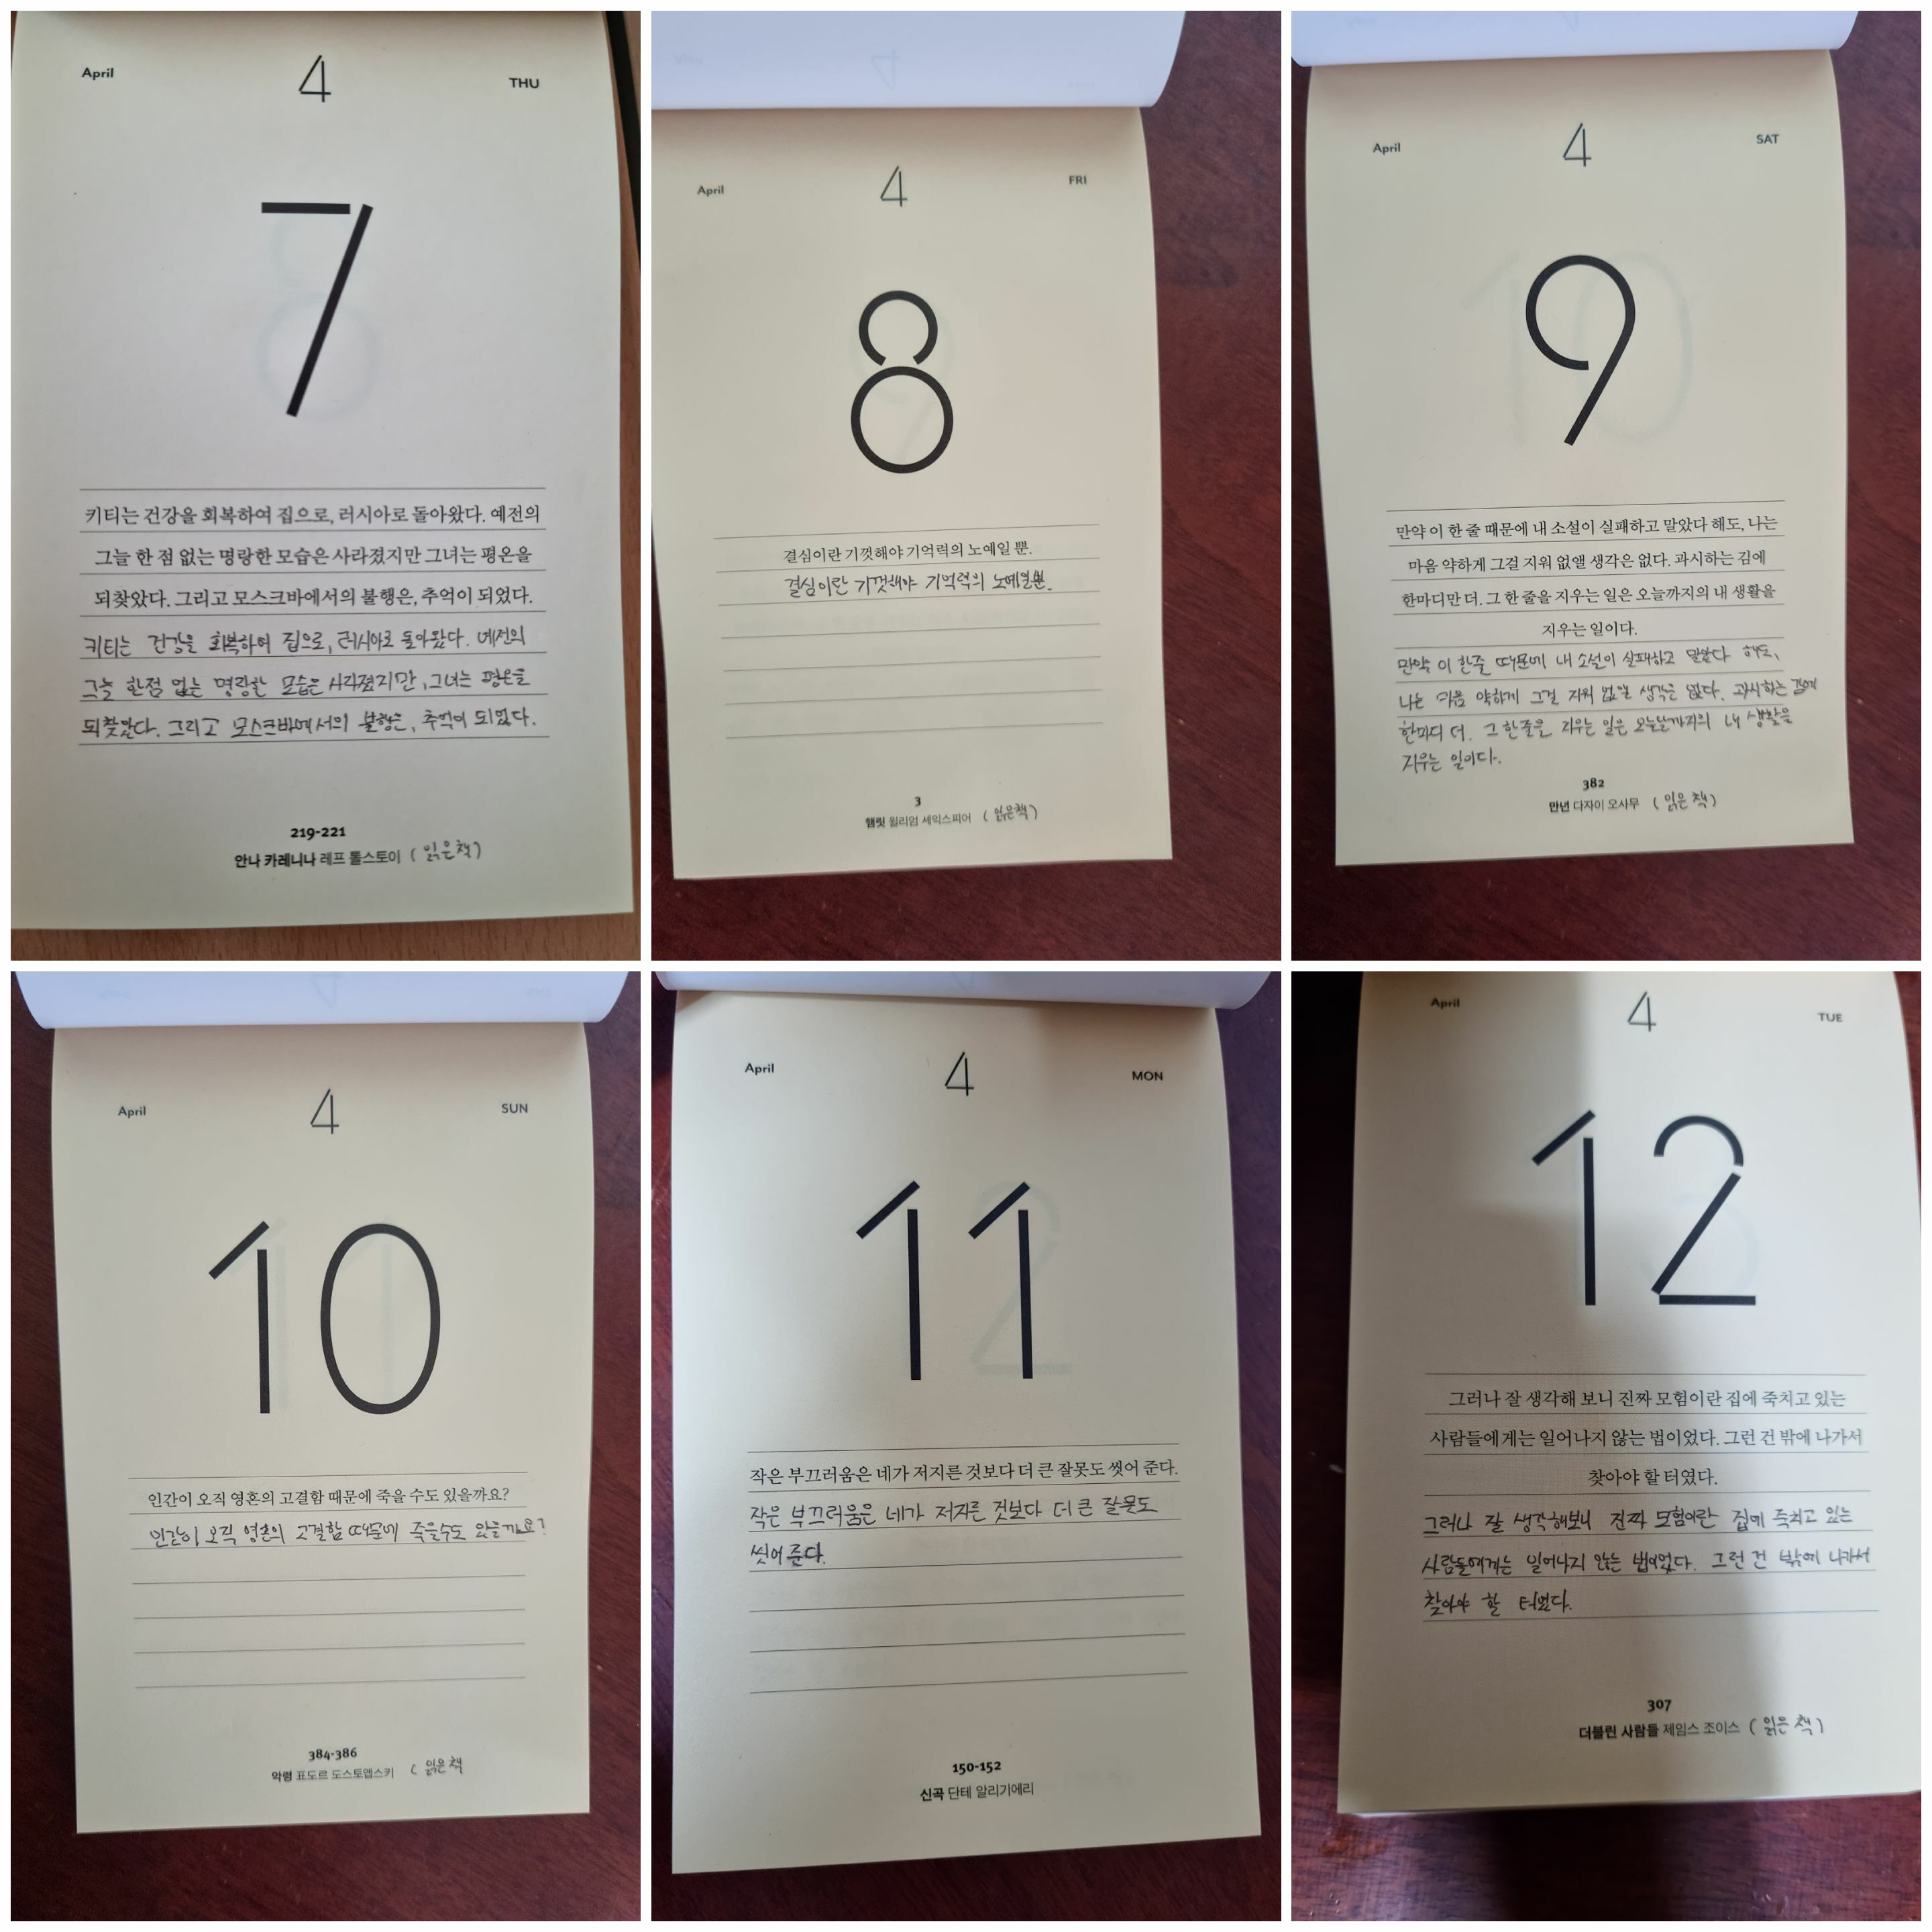 April 4 THU
7
키티는 건강을 회복하여 집으로, 러시아로 돌아왔다. 예전의
그늘 한 점 없는 명랑한 모습은 사라졌지만 그녀는 평온을
되찾았다. 그리고 모스크바에서의 불행은, 추억이 되었다.
키티는 건강을 회복하여 집으로, 러시아로 돌아왔다. 예전의
그늘 한점 없는 명랑한 모습은 사라졌지만, 그녀는 평온을
되찾았다. 그리고 모스크바에서의 불행은, 추억이 되었다.
219-221
안나 카레니나 레프 톨스토이 ( 읽은 책 )
April 4 FRI
8
결심이란 기껏해야 기억력의 노예일 뿐.
결심이란 기껏해야 기억력의 노예일뿐.
3
햄릿 윌리엄 셰익스피어 ( 읽은책 )
April 4 SAT
9
만약 이 한 줄 때문에 내 소설이 실패하고 말았다 해도, 나는
마음 약하게 그걸 지워 없앨 생각은 없다. 과시하는 김에
한마디만 더. 그 한 줄을 지우는 일은 오늘까지의 내 생활을
지우는 일이다.
만약 이 한줄 때문에 내 소설이 실패하고 말았다 해도,
나는 마음 약하게 그걸 지워 없앨 생각은 없다. 과시하는 김에
한마디 더. 그 한줄을 지우는 일은 오늘날까지의 내 생활을
지우는 일이다.
382
만년 다자이 오사무 ( 읽은 책 )
April 4 SUN
10
인간이 오직 영혼의 고결함 때문에 죽을 수도 있을까요?
인간이 오직 영혼의 고결함 때문에 죽을수도 있을까요?
384-386
악령 표도르 도스토옙스키 ( 읽은 책
April 4 MON
11
작은 부끄러움은 네가 저지른 것보다 더 큰 잘못도 씻어 준다.
작은 부끄러움은 네가 저지른 것보다 더 큰 잘못도
씻어 준다.
150-152
신곡 단테 알리기에리
April 4 TUE
12
그러나 잘 생각해 보니 진짜 모험이란 집에 죽치고 있는
사람들에게는 일어나지 않는 법이었다. 그런 건 밖에 나가서
찾아야 할 터였다.
그러나 잘 생각해보니 진짜 모험이란 집에 죽치고 있는
사람들에게는 일어나지 않는 법이었다. 그런 건 밖에 나가서
찾아야 할 터였다.
307
더블린 사람들 제임스 조이스 ( 읽은 책 )